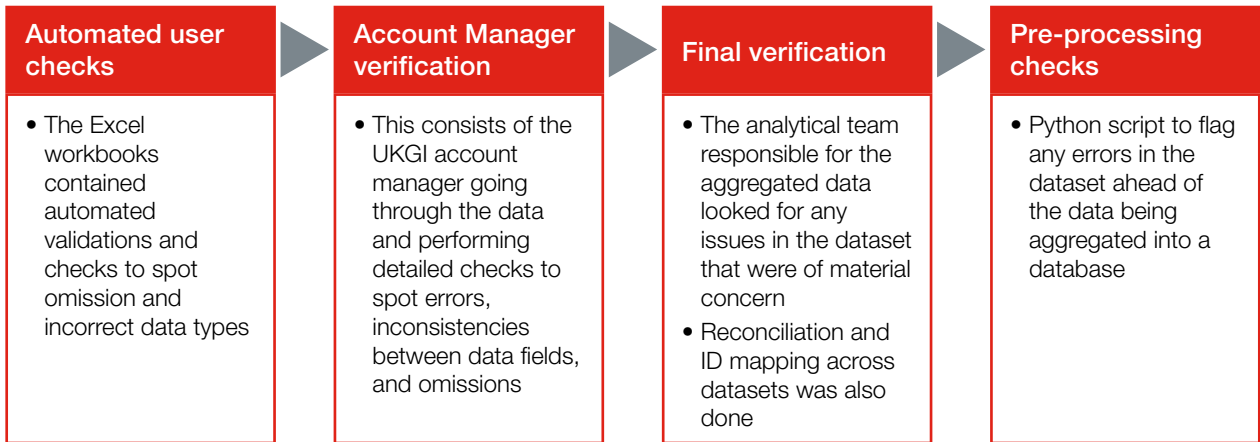 Automated user
checks
• The Excel
workbooks
contained
automated
validations and
checks to spot
omission and
incorrect data types
Account Manager
verification
• This consists of the
UKGI account
manager going
through the data
and performing
detailed checks to
spot errors,
inconsistencies
between data fields,
and omissions
Final verification
• The analytical team
responsible for the
aggregated data
looked for any
issues in the dataset
that were of material
concern
• Reconciliation and
ID mapping across
datasets was also
done
Pre-processing
checks
• Python script to flag
any errors in the
dataset ahead of
the data being
aggregated into a
database